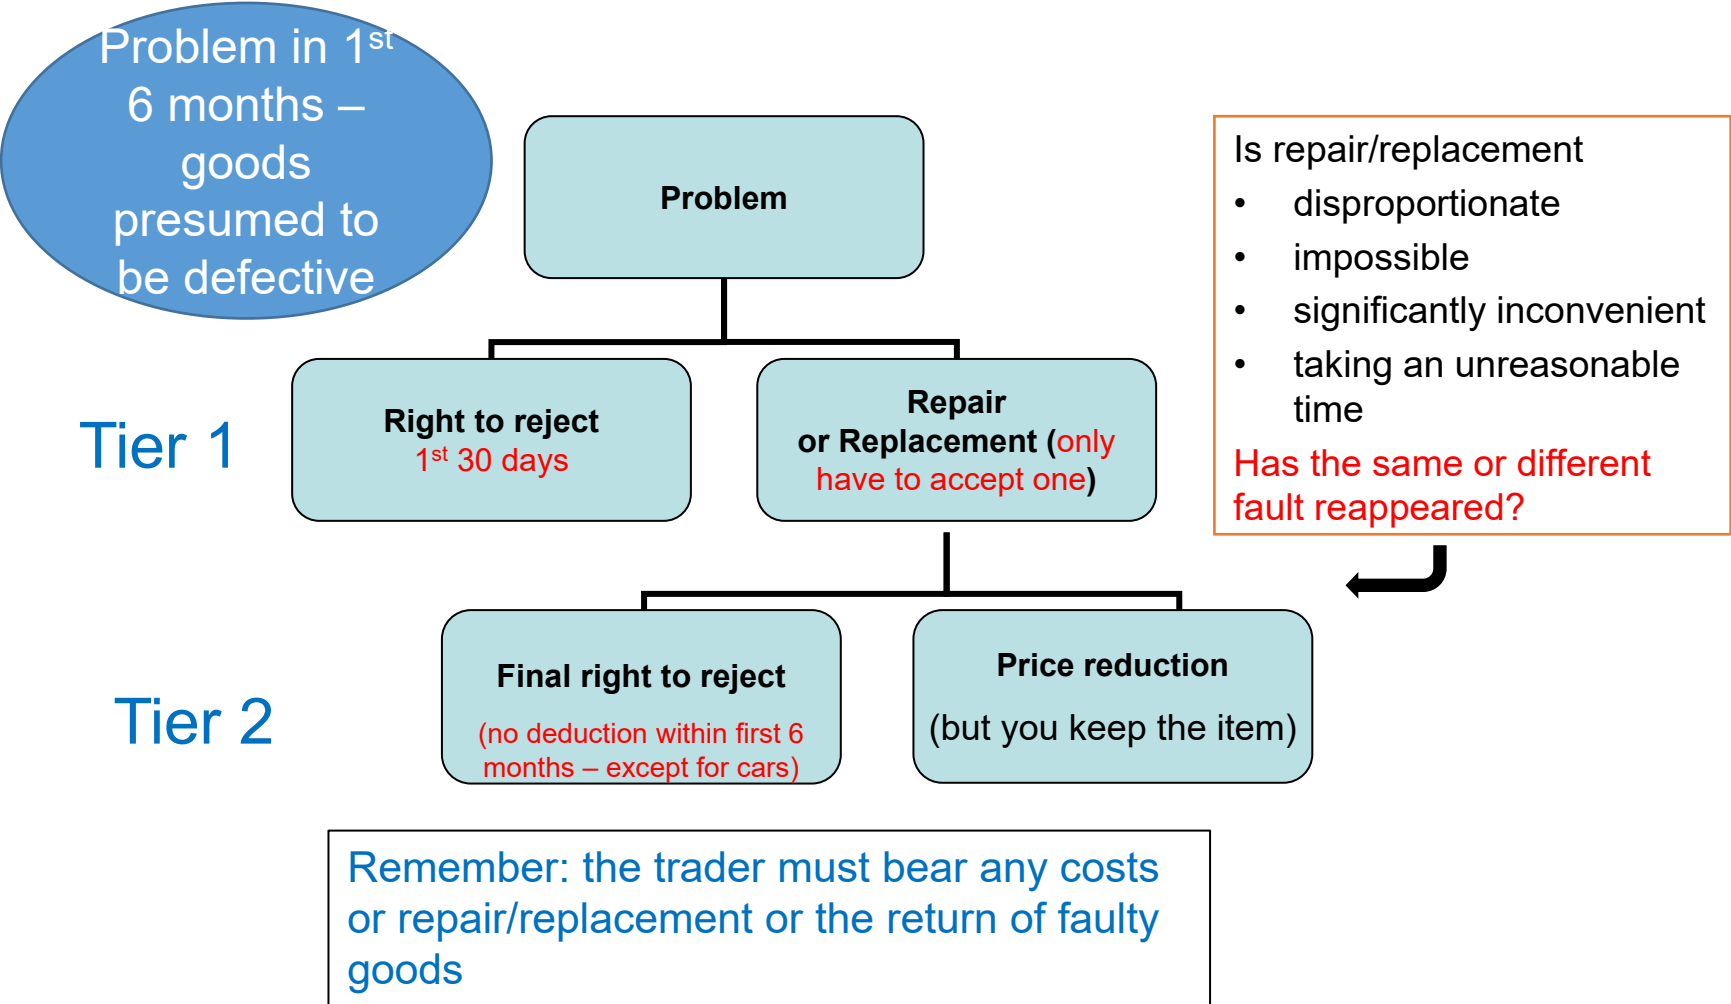 Problem in 1st
6 months –
goods
presumed to
be defective
Problem
Is repair/replacement
• disproportionate
• impossible
• significantly inconvenient
• taking an unreasonable
time
Has the same or different
fault reappeared?
Tier 1
Right to reject
1st 30 days
Repair
or Replacement (only
have to accept one)
Tier 2
Final right to reject
(no deduction within first 6
months – except for cars)
Price reduction
(but you keep the item)
Remember: the trader must bear any costs
or repair/replacement or the return of faulty
goods